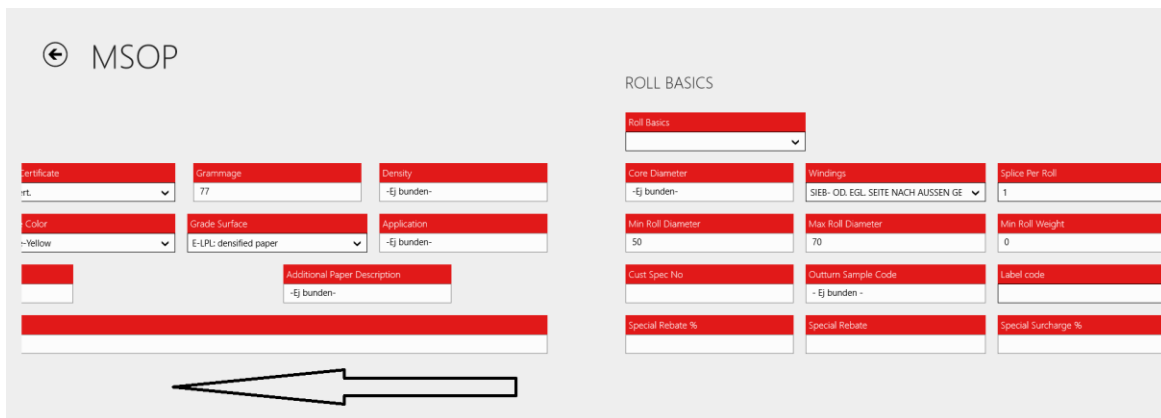 MSOP
ROLL BASICS
Roll Basics
Certificate Grammage Density
ert. 77 -Ej bunden-
Core Diameter Windings Splice Per Roll
-Ej bunden- SIEB- OD. EGL. SEITE NACH AUSSEN GE 1
Color Grade Surface Application
-Yellow E-LPL: densified paper -Ej bunden-
Min Roll Diameter Max Roll Diameter Min Roll Weight
50 70 0
Additional Paper Description
-Ej bunden-
Cust Spec No Outturn Sample Code Label code
- Ej bunden -
Special Rebate % Special Rebate Special Surcharge %